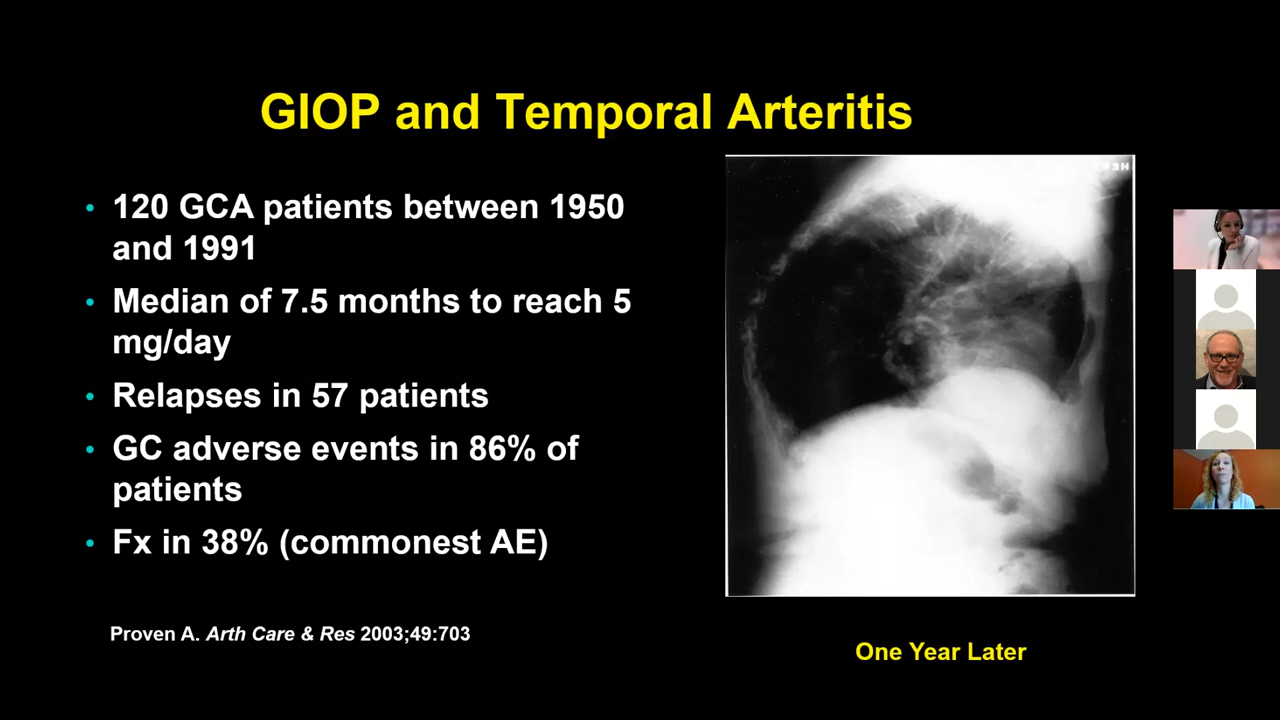 GIOP and Temporal Arteritis
• 120 GCA patients between 1950
and 1991
• Median of 7.5 months to reach 5
mg/day
• Relapses in 57 patients
• GC adverse events in 86% of
patients
• Fx in 38% (commonest AE)
Proven A. Arth Care & Res 2003;49:703
One Year Later